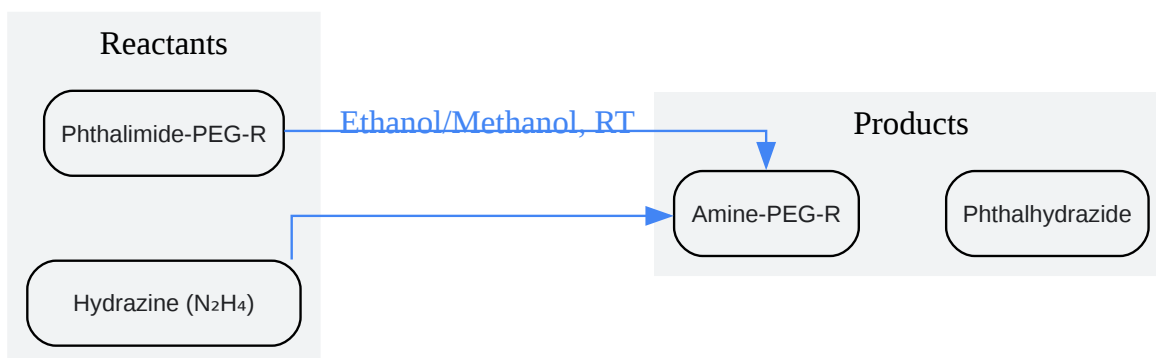 Reactants
Phthalimide-PEG-R
Ethanol/Methanol, RT
Products
Amine-PEG-R
Phthalhydrazide
Hydrazine (N₂H₄)